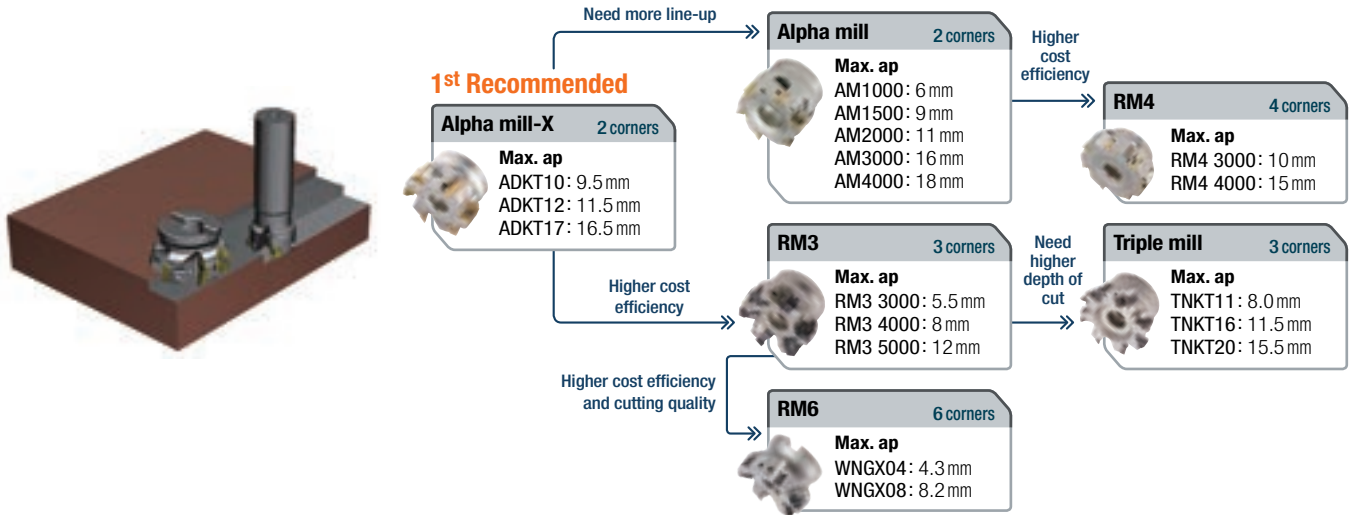 Need more line-up
1st Recommended
Alpha mill-X 2 corners
Max. ap
ADKT10: 9.5 mm
ADKT12: 11.5 mm
ADKT17: 16.5 mm
Alpha mill 2 corners
Max. ap
AM1000: 6 mm
AM1500: 9 mm
AM2000: 11 mm
AM3000: 16 mm
AM4000: 18 mm
Higher
cost
efficiency
RM4 4 corners
Max. ap
RM4 3000: 10 mm
RM4 4000: 15 mm
Higher cost
efficiency
RM3 3 corners
Max. ap
RM3 3000: 5.5 mm
RM3 4000: 8 mm
RM3 5000: 12 mm
Need
higher
depth of
cut
Triple mill 3 corners
Max. ap
TNKT11: 8.0 mm
TNKT16: 11.5 mm
TNKT20: 15.5 mm
Higher cost efficiency
and cutting quality
RM6 6 corners
Max. ap
WNGX04: 4.3 mm
WNGX08: 8.2 mm